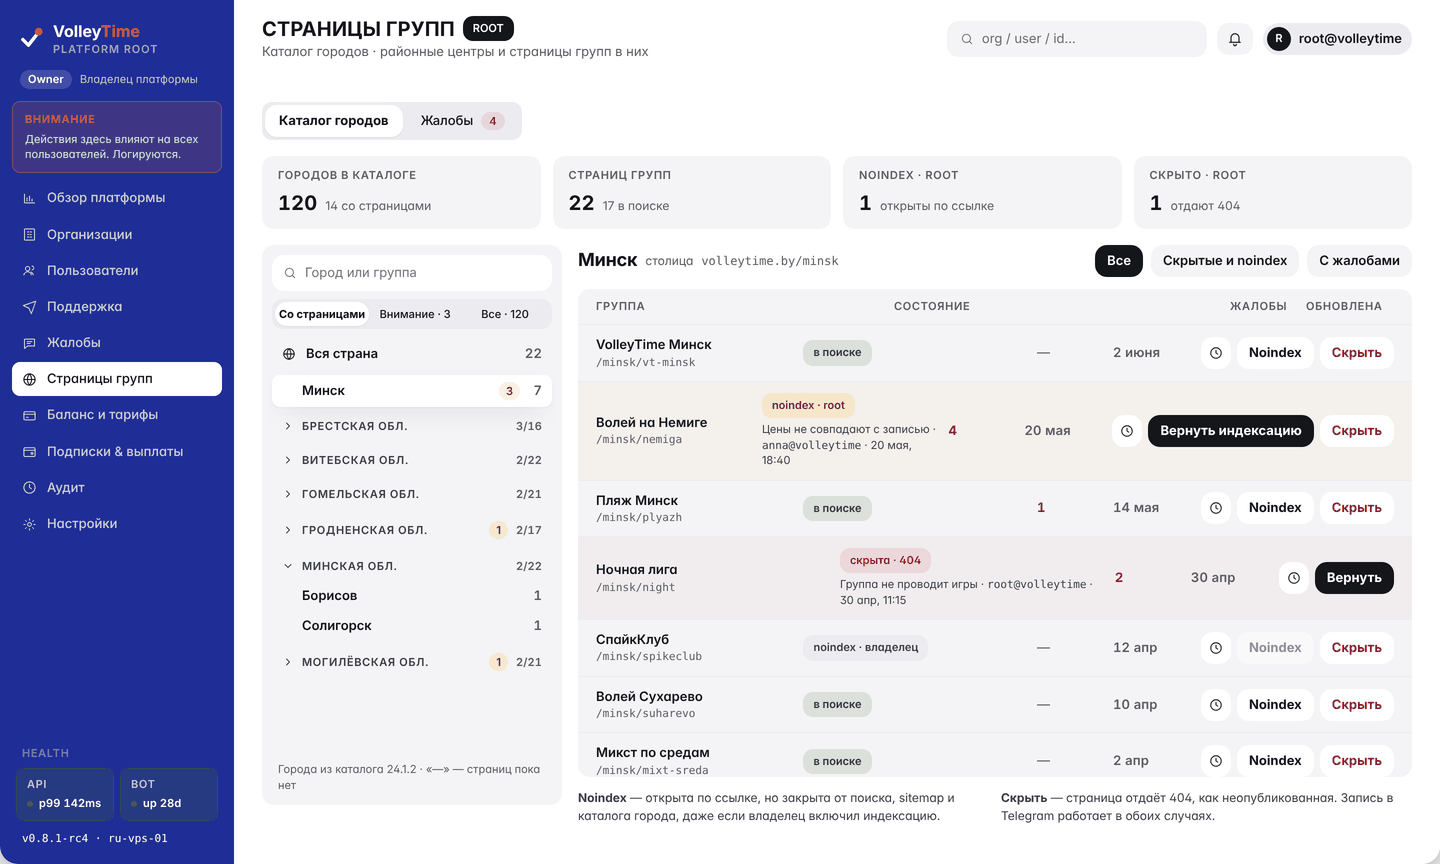 VolleyTime
PLATFORM ROOT
Owner Владелец платформы
ВНИМАНИЕ
Действия здесь влияют на всех
пользователей. Логируются.
Обзор платформы
Организации
Пользователи
Поддержка
Жалобы
Страницы групп
Баланс и тарифы
Подписки & выплаты
Аудит
Настройки
HEALTH
API
p99 142ms
BOT
up 28d
v0.8.1-rc4 · ru-vps-01
СТРАНИЦЫ ГРУПП ROOT
Каталог городов · районные центры и страницы групп в них
org / user / id...
R root@volleytime
Каталог городов Жалобы 4
ГОРОДОВ В КАТАЛОГЕ
120 14 со страницами
СТРАНИЦ ГРУПП
22 17 в поиске
NOINDEX · ROOT
1 открыты по ссылке
СКРЫТО · ROOT
1 отдают 404
Город или группа
Со страницами Внимание · 3 Все · 120
Вся страна 22
Минск 3 7
БРЕСТСКАЯ ОБЛ. 3/16
ВИТЕБСКАЯ ОБЛ. 2/22
ГОМЕЛЬСКАЯ ОБЛ. 2/21
ГРОДНЕНСКАЯ ОБЛ. 1 2/17
МИНСКАЯ ОБЛ. 2/22
Борисов 1
Солигорск 1
МОГИЛЁВСКАЯ ОБЛ. 1 2/21
Города из каталога 24.1.2 · «—» — страниц пока
нет
Минск столица volleytime.by/minsk
Все Скрытые и noindex С жалобами
ГРУППА СОСТОЯНИЕ ЖАЛОБЫ ОБНОВЛЕНА
VolleyTime Минск
/minsk/vt-minsk
в поиске — 2 июня Noindex Скрыть
Волей на Немиге
/minsk/nemiga
noindex · root
Цены не совпадают с записью ·
anna@volleytime · 20 мая,
18:40
4 20 мая Вернуть индексацию Скрыть
Пляж Минск
/minsk/plyazh
в поиске 1 14 мая Noindex Скрыть
Ночная лига
/minsk/night
скрыта · 404
Группа не проводит игры · root@volleytime ·
30 апр, 11:15
2 30 апр Вернуть
СпайкКлуб
/minsk/spikeclub
noindex · владелец — 12 апр Noindex Скрыть
Волей Сухарево
/minsk/suharevo
в поиске — 10 апр Noindex Скрыть
Микст по средам
/minsk/mixt-sreda
в поиске — 2 апр Noindex Скрыть
Noindex — открыта по ссылке, но закрыта от поиска, sitemap и
каталога города, даже если владелец включил индексацию.
Скрыть — страница отдаёт 404, как неопубликованная. Запись в
Telegram работает в обоих случаях.